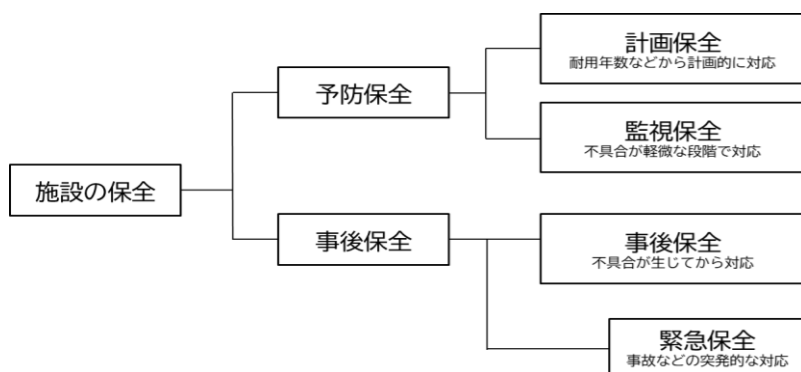 計画保全
耐用年数などから計画的に対応
予防保全
監視保全
不具合が軽微な段階で対応
施設の保全
事後保全
事後保全
不具合が生じてから対応
緊急保全
事故などの突発的な対応